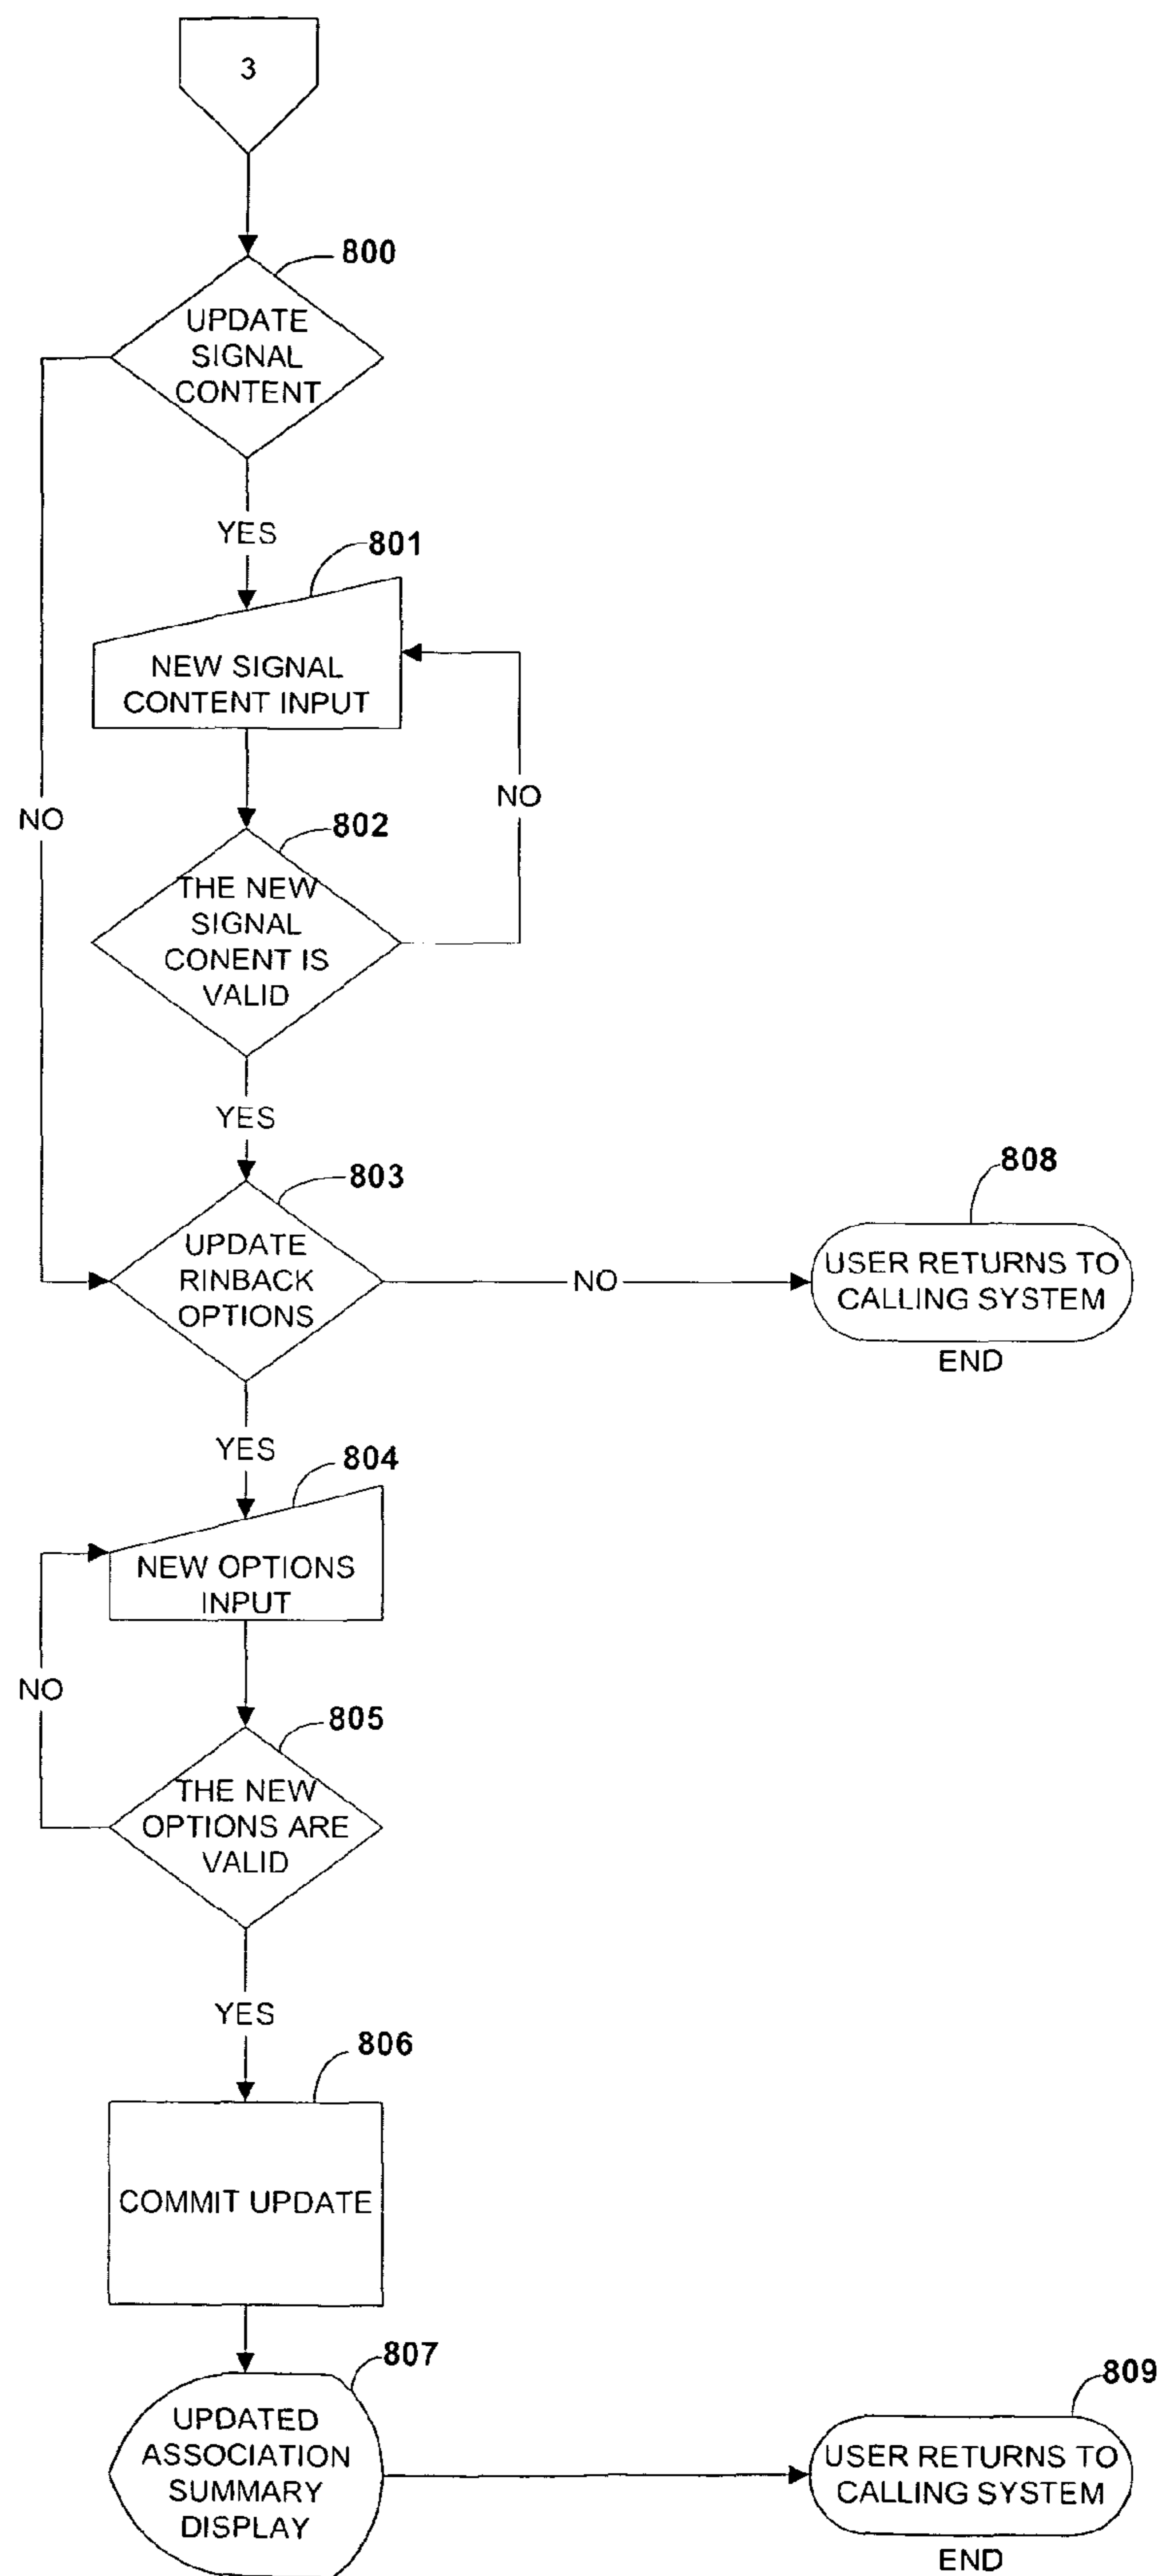 3
800
UPDATE
SIGNAL
CONTENT
YES
801
NEW SIGNAL
CONTENT INPUT
NO
NO
802
THE NEW
SIGNAL
CONENT IS
VALID
YES
803
UPDATE
RINBACK
OPTIONS
NO
808
USER RETURNS TO
CALLING SYSTEM
END
YES
804
NEW OPTIONS
INPUT
NO
805
THE NEW
OPTIONS ARE
VALID
YES
806
COMMIT UPDATE
807
UPDATED
ASSOCIATION
SUMMARY
DISPLAY
809
USER RETURNS TO
CALLING SYSTEM
END